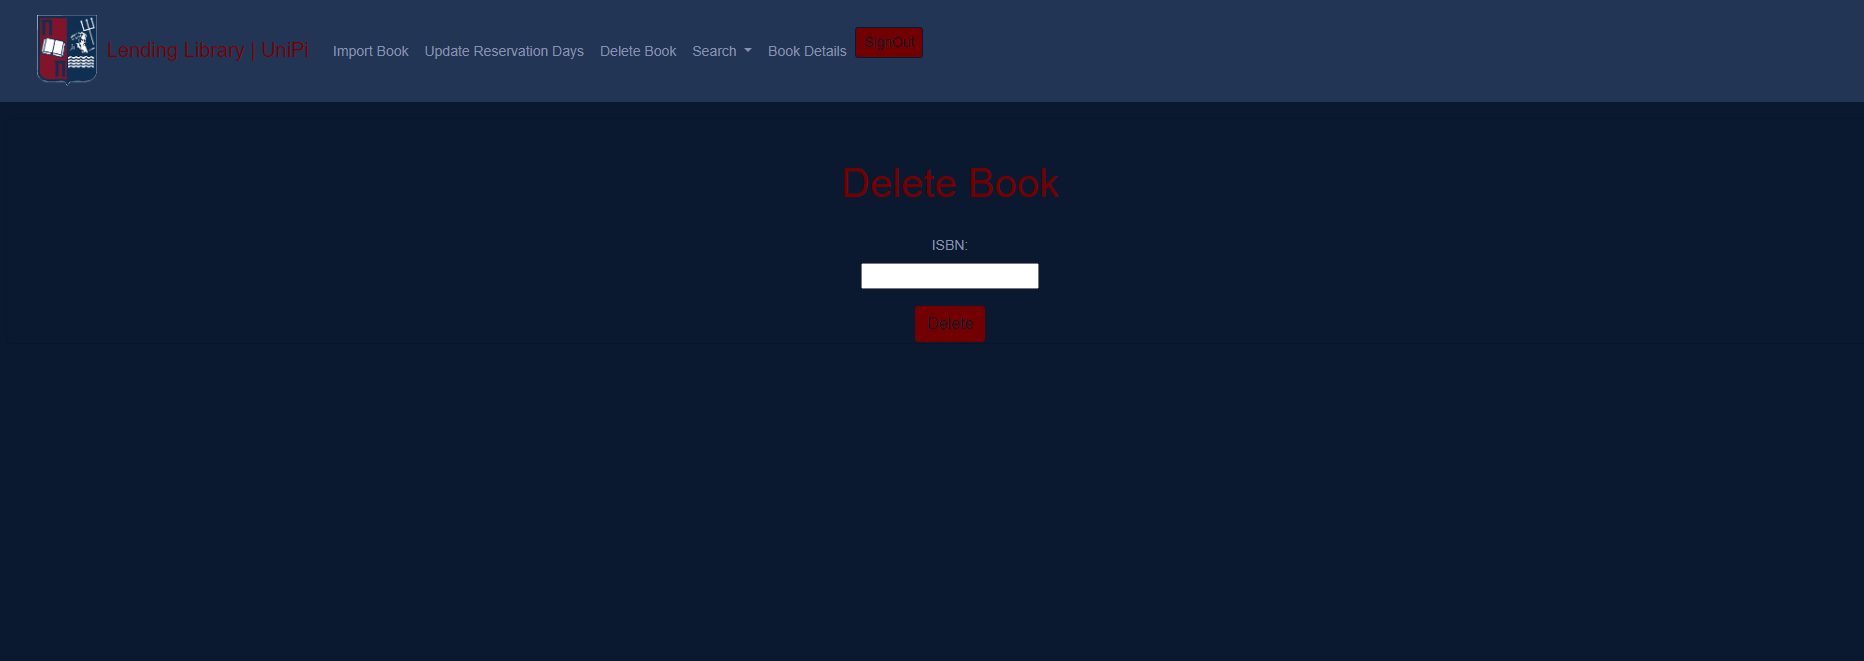 Lending Library | UniPi Import Book Update Reservation Days Delete Book Search Book Details SignOut
Delete Book
ISBN:
Delete